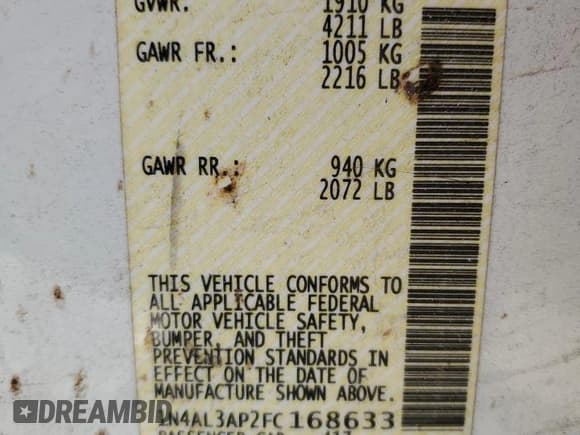 GVWR: 1910 KG
4211 LB
GAWR FR.: 1005 KG
2216 LB
GAWR RR.: 940 KG
2072 LB
THIS VEHICLE CONFORMS TO
ALL APPLICABLE FEDERAL
MOTOR VEHICLE SAFETY,
BUMPER, AND THEFT
PREVENTION STANDARDS IN
EFFECT ON THE DATE OF
MANUFACTURE SHOWN ABOVE.
1N4AL3AP2FC168633
PASSENGER CAR
DREAMBID